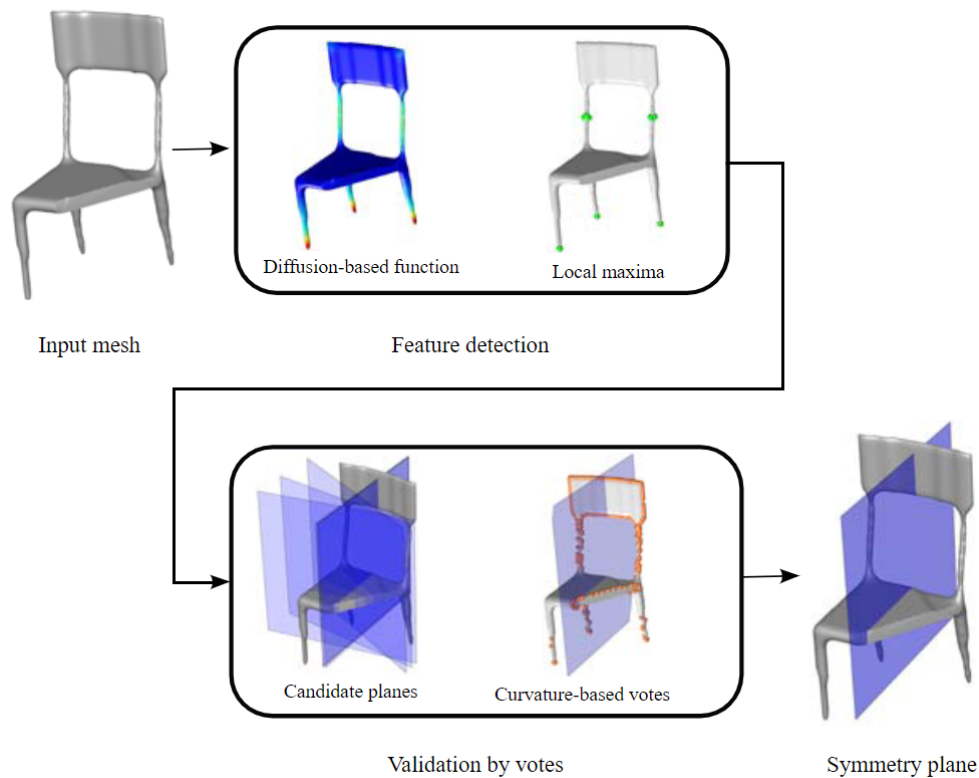 Diffusion-based function
Local maxima
Input mesh
Feature detection
Candidate planes
Curvature-based votes
Validation by votes
Symmetry plane